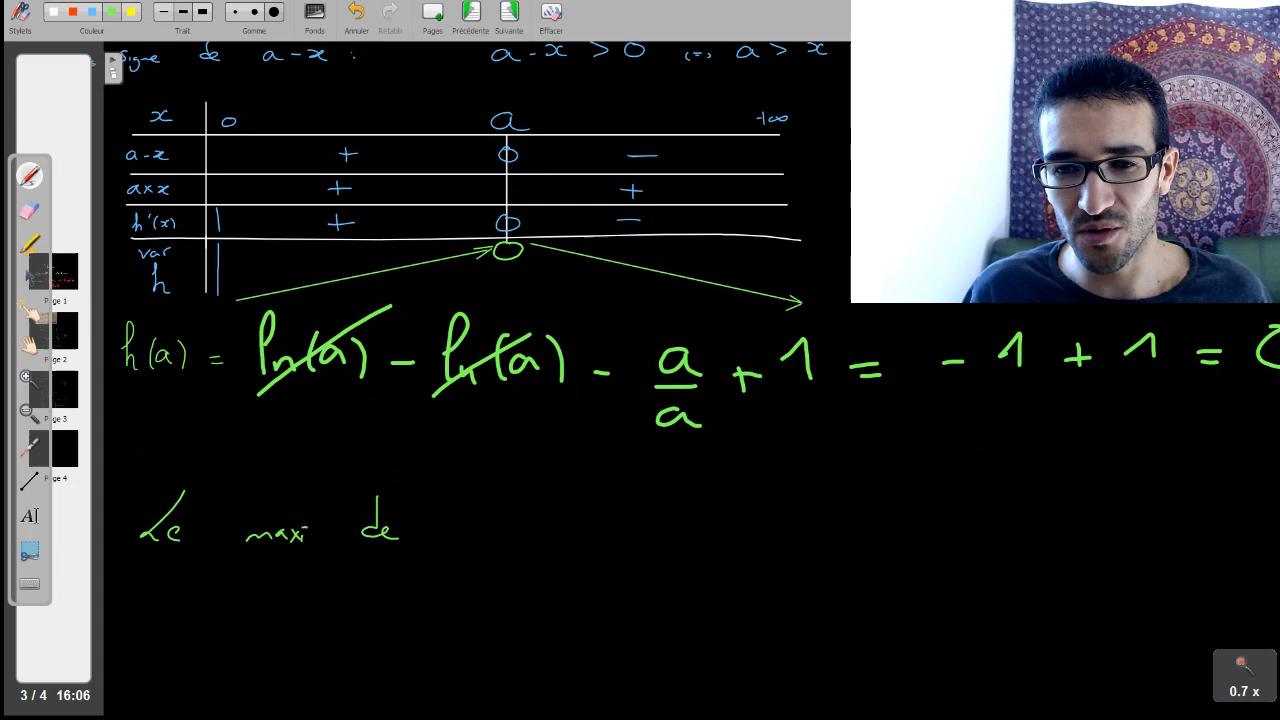 Stylets Couleur Trait Gomme Fonds Annuler Rétablir Pages Précédente Suivante Effacer
signe de a-x : a-x > 0 (=) a > x
x 0 a +∞
a-x + 0 —
a×x + +
h'(x) + 0 —
var
h 0
h(a) = ln(a) - ln(a) - a/a + 1 = -1 + 1 = 0
Le maxi de
Page 1
Page 2
Page 3
Page 4
3 / 4 16:06
0.7 x